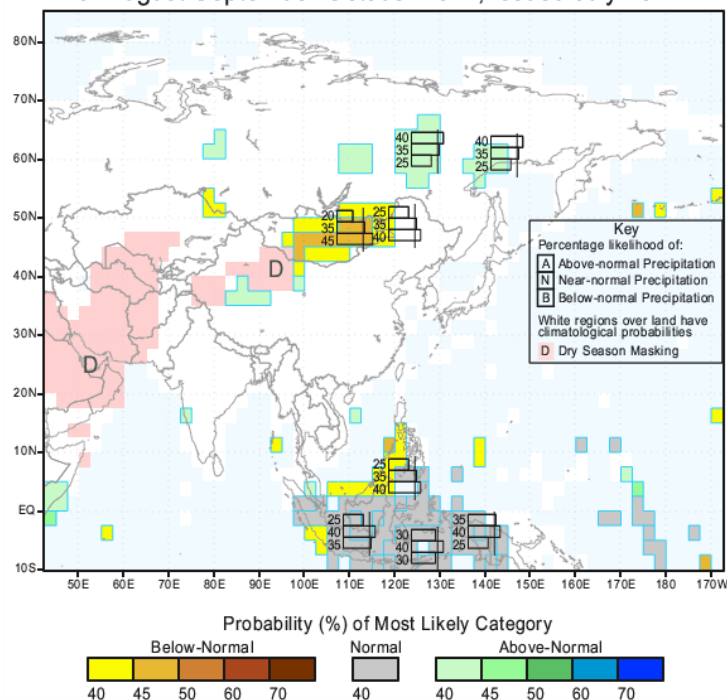 80N
70N
60N
50N
40N
30N
20N
10N
EQ
10S
40
35
25
40
35
25
20
35
45
25
35
40
D
D
Key
Percentage likelihood of:
A Above-normal Precipitation
N Near-normal Precipitation
B Below-normal Precipitation
White regions over land have
climatological probabilities
D Dry Season Masking
25
35
40
25
40
35
30
40
30
35
40
25
50E 60E 70E 80E 90E 100E 110E 120E 130E 140E 150E 160E 170E 180 170W
Probability (%) of Most Likely Category
Below-Normal Normal Above-Normal
40 45 50 60 70 40 40 45 50 60 70